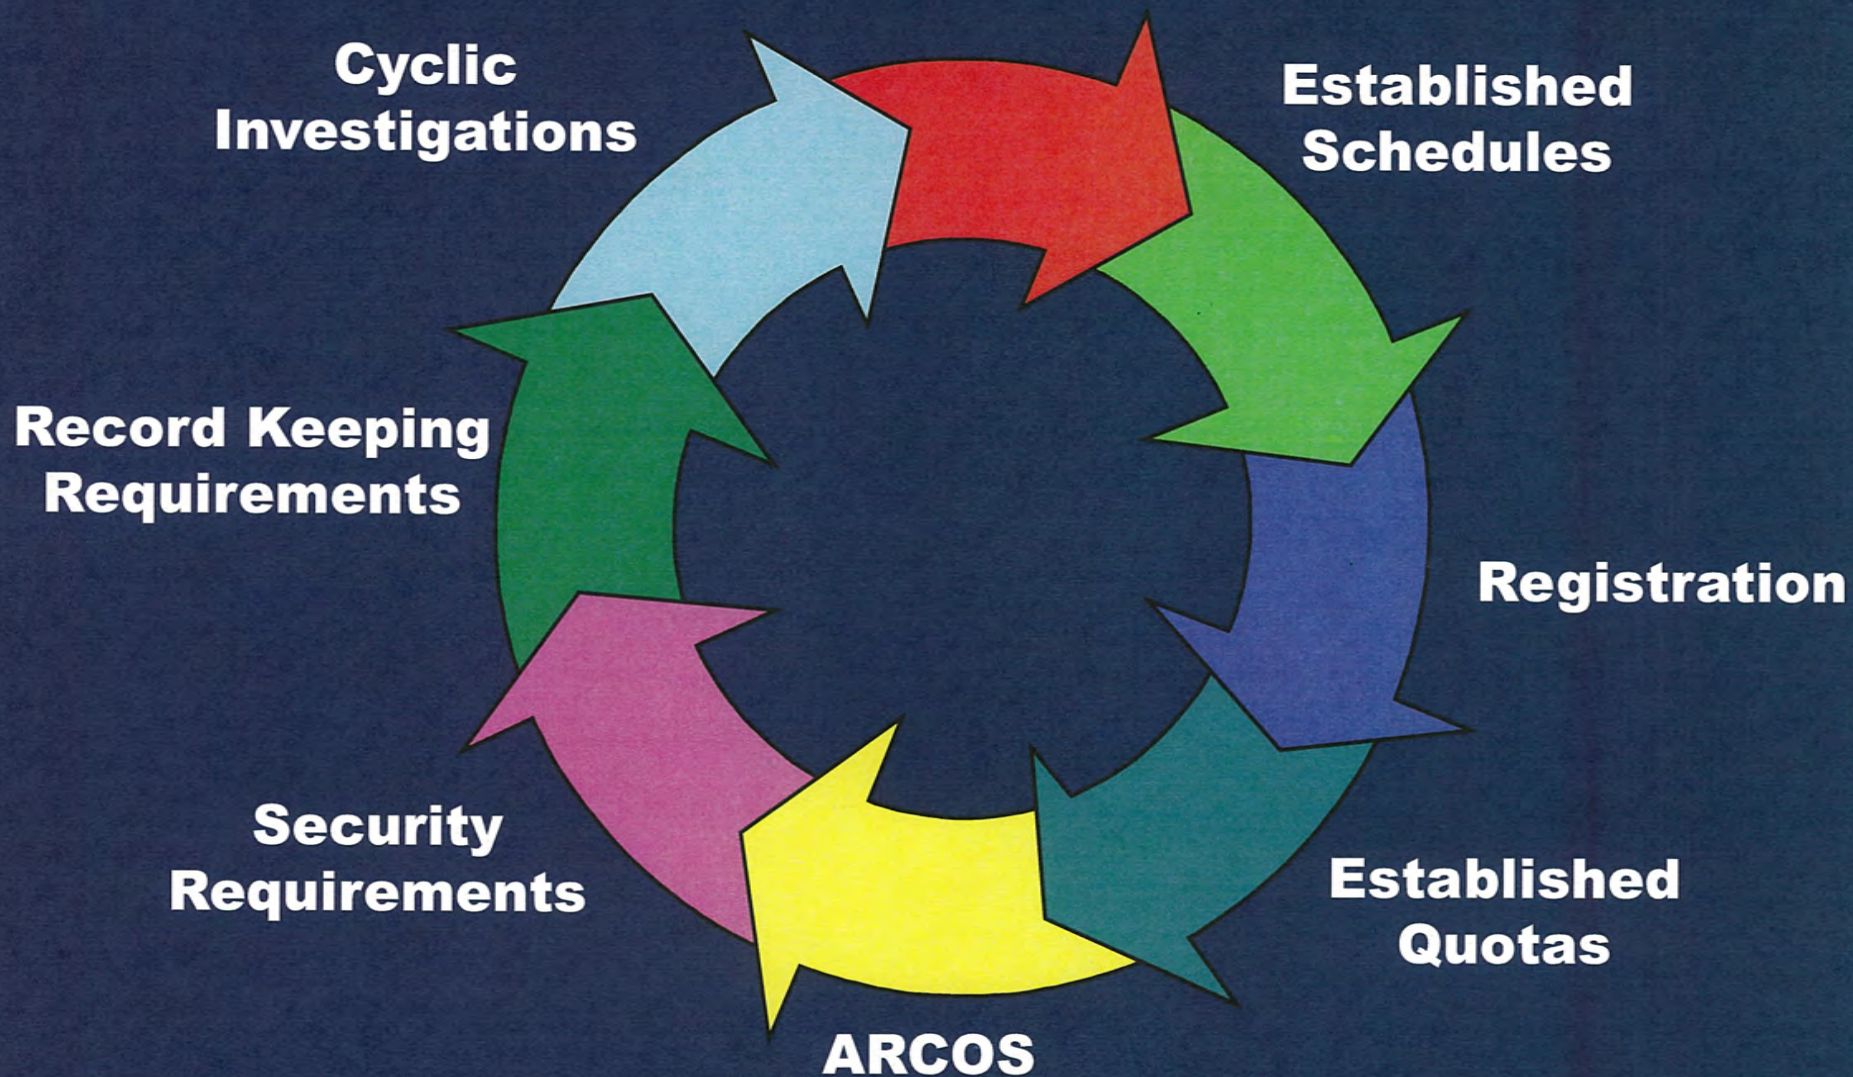 Cyclic
Investigations
Established
Schedules
Record Keeping
Requirements
Registration
Security
Requirements
Established
Quotas
ARCOS